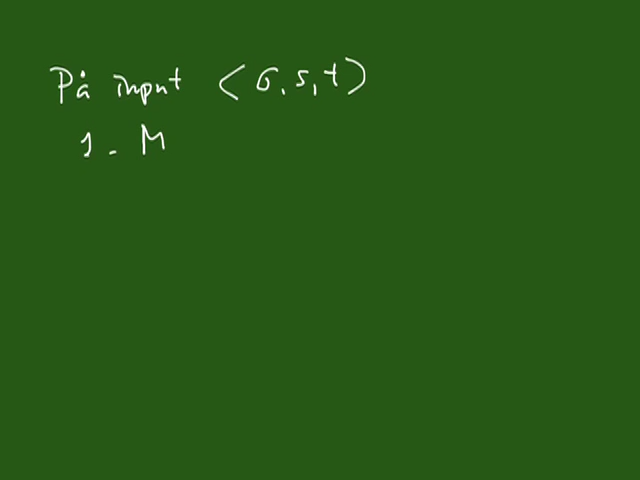 På input <G, s, t>
1. M